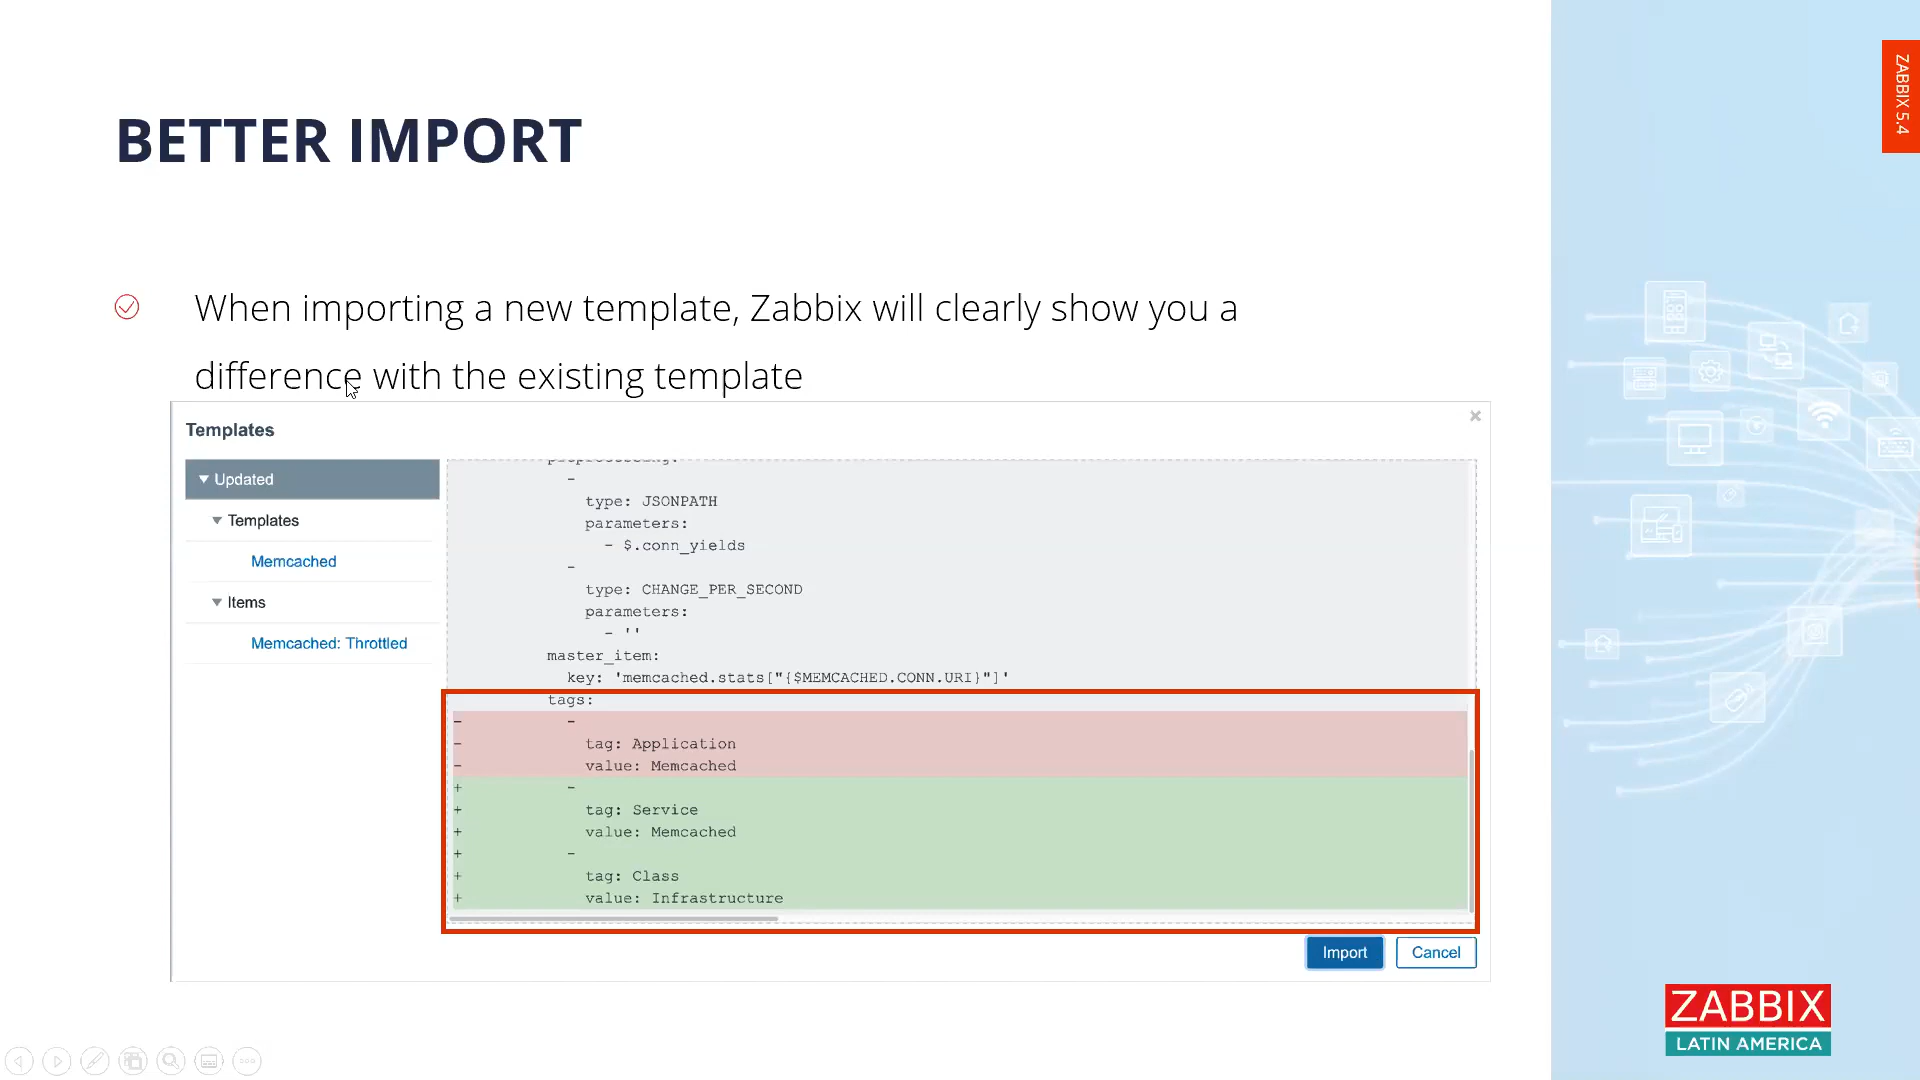 ZABBIX 5.4
BETTER IMPORT
When importing a new template, Zabbix will clearly show you a
difference with the existing template
Templates
Updated
Templates
Memcached
Items
Memcached: Throttled
preprocessing:
-
type: JSONPATH
parameters:
- $.conn_yields
-
type: CHANGE_PER_SECOND
parameters:
- ''
master_item:
key: 'memcached.stats["{$MEMCACHED.CONN.URI}"]'
tags:
- -
- tag: Application
- value: Memcached
+ -
+ tag: Service
+ value: Memcached
+ -
+ tag: Class
+ value: Infrastructure
Import Cancel
ZABBIX
LATIN AMERICA